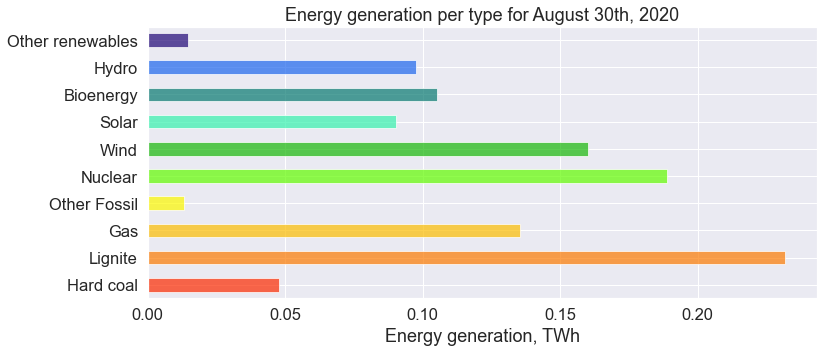 Energy generation per type for August 30th, 2020
Other renewables
Hydro
Bioenergy
Solar
Wind
Nuclear
Other Fossil
Gas
Lignite
Hard coal
0.00 0.05 0.10 0.15 0.20
Energy generation, TWh